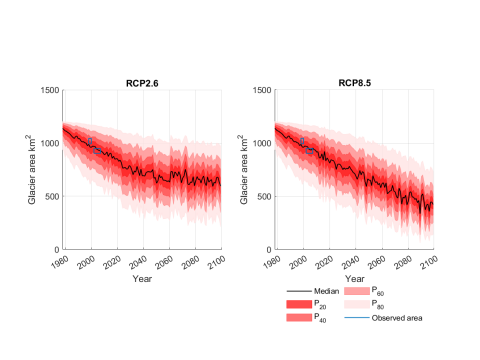 RCP2.6
RCP8.5
1500
1000
500
0
Glacier area km²
1980
2000
2020
2040
2060
2080
2100
Year
1500
1000
500
0
Glacier area km²
1980
2000
2020
2040
2060
2080
2100
Year
Median
P20
P40
P60
P80
Observed area